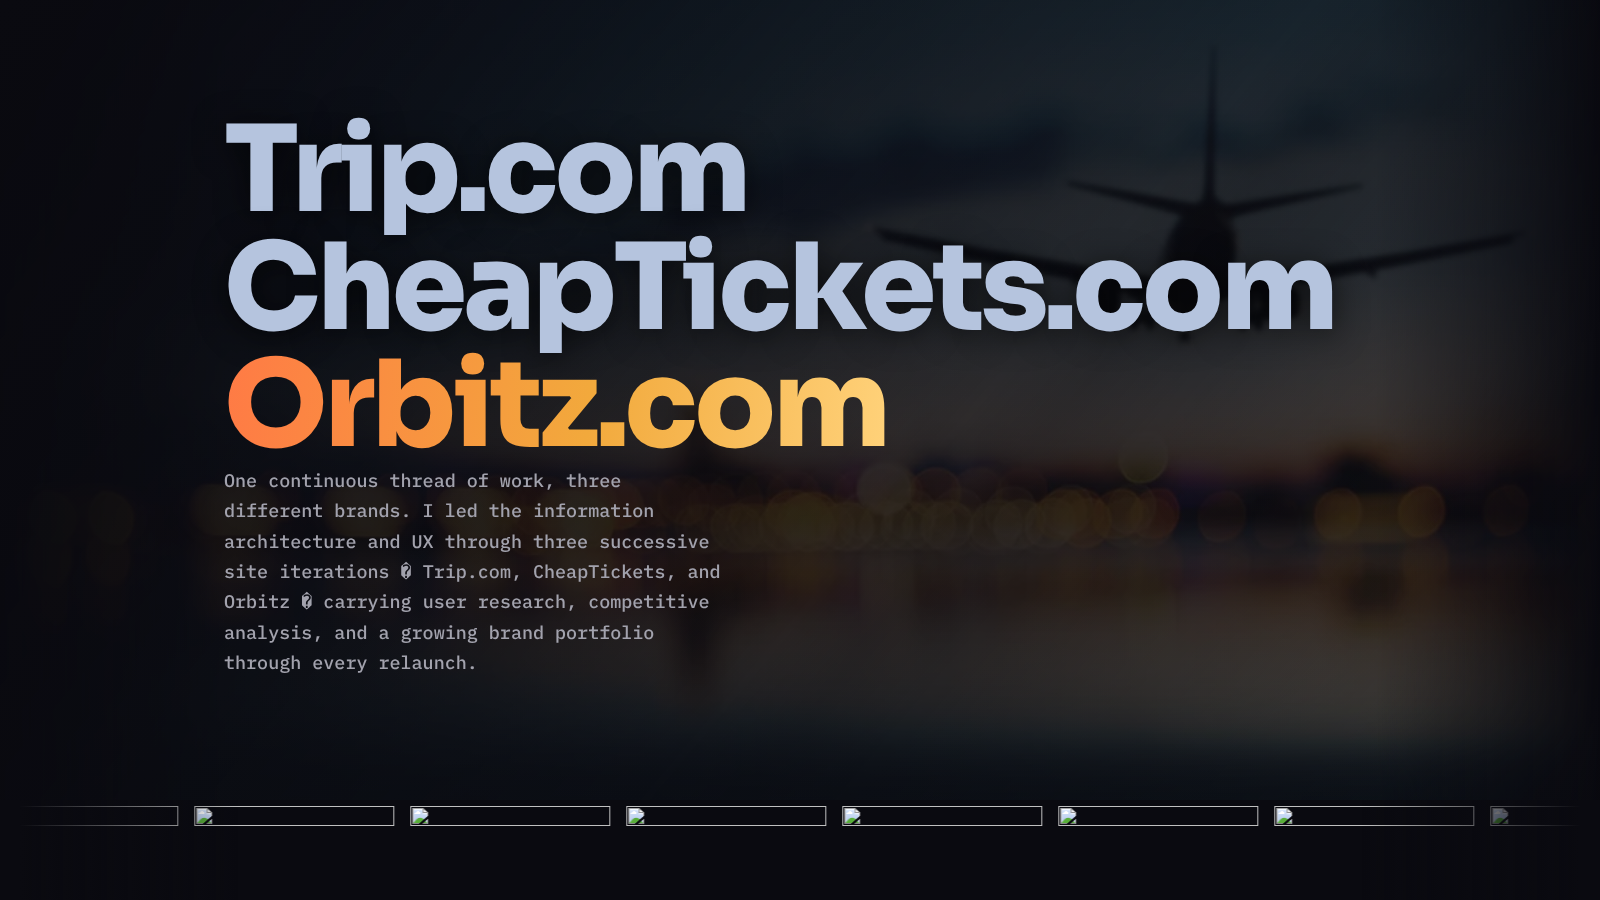 Trip.com
CheapTickets.com
Orbitz.com
One continuous thread of work, three
different brands. I led the information
architecture and UX through three successive
site iterations � Trip.com, CheapTickets, and
Orbitz � carrying user research, competitive
analysis, and a growing brand portfolio
through every relaunch.